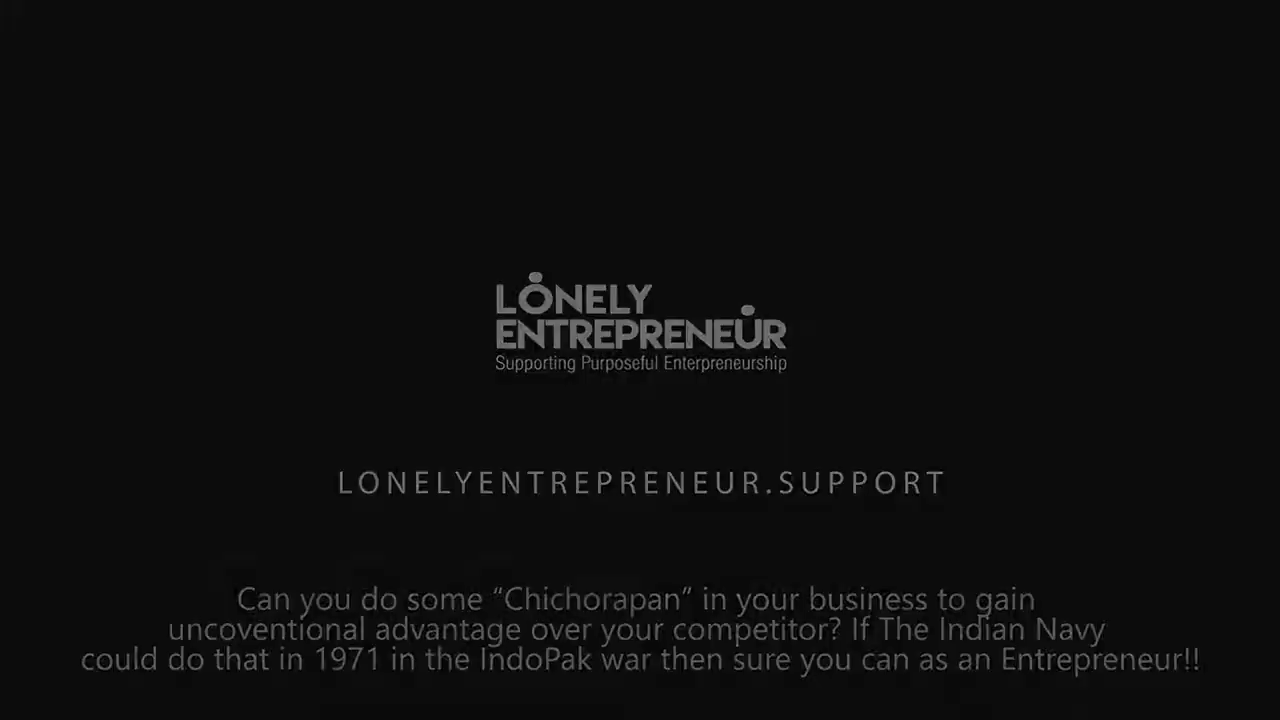 LONELY
ENTREPRENEUR
Supporting Purposeful Enterpreneurship
LONELYENTREPRENEUR.SUPPORT
Can you do some “Chichorapan” in your business to gain
uncoventional advantage over your competitor? If The Indian Navy
could do that in 1971 in the IndoPak war then sure you can as an Entrepreneur!!